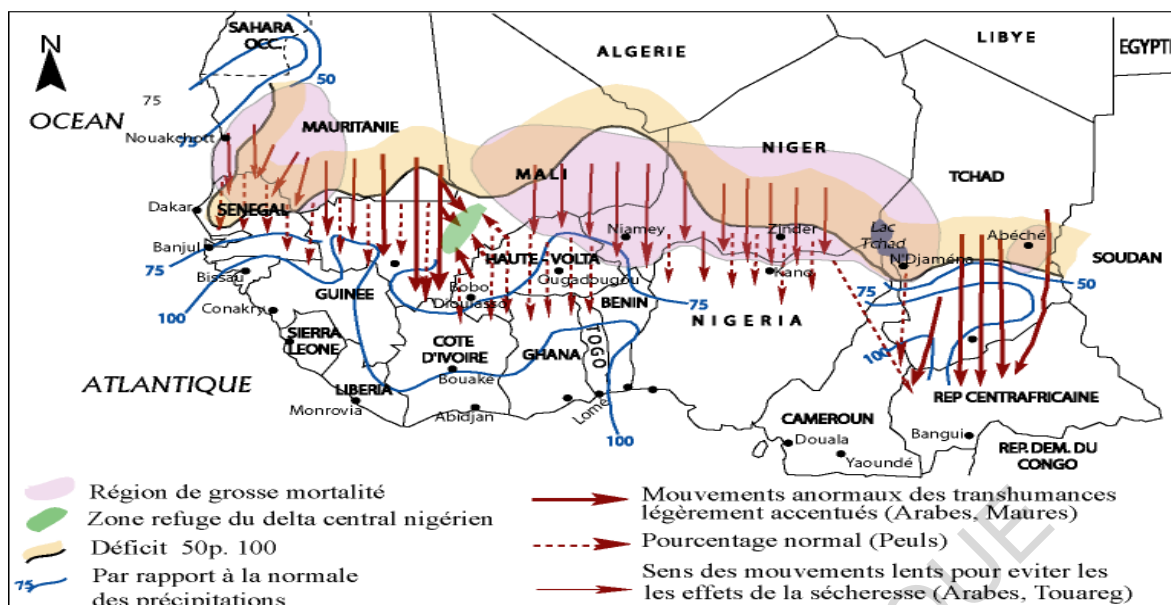 SAHARA
OCC.
N
ALGERIE
LIBYE
EGYPTE
50
75
OCEAN
75
Nouakchott
MAURITANIE
NIGER
MALI
TCHAD
Dakar
SENEGAL
Niamey
Zinder
Lac
Tchad
Abéché
Banjul
HAUTE-VOLTA
Kano
N'Djaména
SOUDAN
75
Bissau
GUINEE
Bobo
Dioulasso
Ougadougou
BENIN
75
75
50
100
Conakry
NIGERIA
SIERRA
LEONE
COTE
D'IVOIRE
GHANA
TOGO
100
ATLANTIQUE
LIBERIA
Bouake
REP CENTRAFRICAINE
Monrovia
Abidjan
Lome
100
CAMEROUN
Bangui
Douala
REP. DEM. DU
CONGO
Yaoundé
Région de grosse mortalité
Zone refuge du delta central nigérien
Déficit 50p. 100
75
Par rapport à la normale
des précipitations
Mouvements anormaux des transhumances
légèrement accentués (Arabes, Maures)
Pourcentage normal (Peuls)
Sens des mouvements lents pour eviter les
les effets de la sécheresse (Arabes, Touareg)
QUE